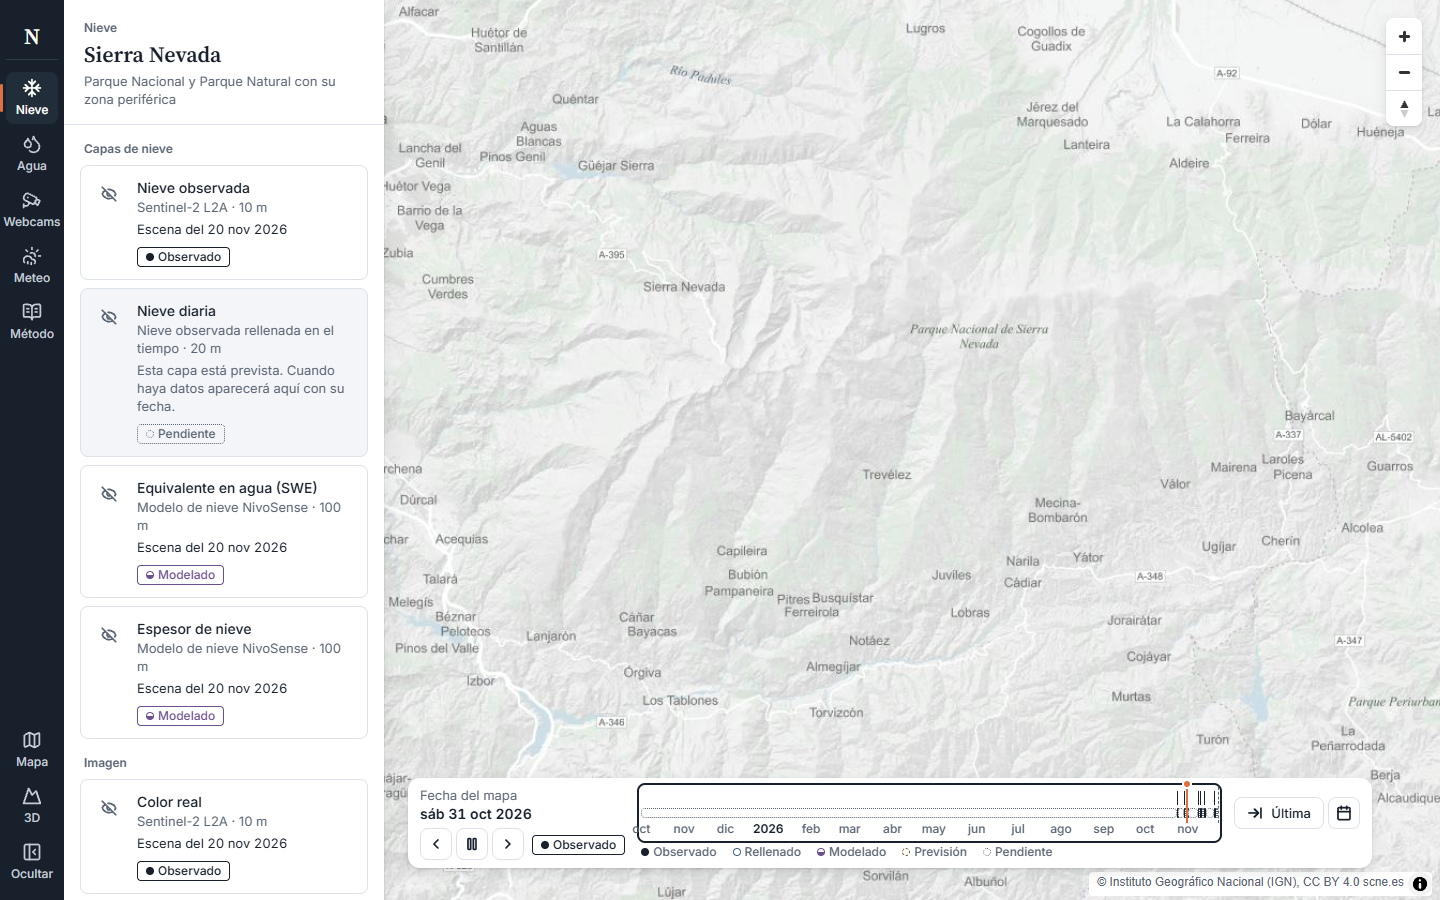 N
Nieve
Agua
Webcams
Meteo
Método
Mapa
3D
Ocultar
Nieve
Sierra Nevada
Parque Nacional y Parque Natural con su
zona periférica
Capas de nieve
Nieve observada
Sentinel-2 L2A · 10 m
Escena del 20 nov 2026
Observado
Nieve diaria
Nieve observada rellenada en el
tiempo · 20 m
Esta capa está prevista. Cuando
haya datos aparecerá aquí con su
fecha.
Pendiente
Equivalente en agua (SWE)
Modelo de nieve NivoSense · 100
m
Escena del 20 nov 2026
Modelado
Espesor de nieve
Modelo de nieve NivoSense · 100
m
Escena del 20 nov 2026
Modelado
Imagen
Color real
Sentinel-2 L2A · 10 m
Escena del 20 nov 2026
Observado
Alfacar
Huétor de
Santillán
Lugros
Cogollos de
Guadix
Río Padules
A-92
Quéntar
Jérez del
Marquesado
La Calahorra
Ferreira
Dólar
Huéneja
Aguas
Blancas
Pinos Genil
Lancha del
Genil
Güéjar Sierra
Lanteira
Aldeire
Huétor Vega
Barrio de la
Vega
Zubia
A-395
Cumbres
Verdes
Sierra Nevada
Parque Nacional de Sierra
Nevada
Bayárcal
A-337
AL-5402
Laroles
Picena
Mairena
Guarros
Válor
Trevélez
Dúrcal
Mecina-
Bombarón
Acequias
Alcolea
Cherín
Ugíjar
Capileira
Bubión
Pampaneira
Pitres
Busquístar
Ferreirola
Narila
Yátor
Cádiar
Juviles
A-348
Talará
Melegís
Béznar
Peloteos
Pinos del Valle
Cáñar
Bayacas
Lanjarón
Lobras
Jorairátar
Notáez
A-347
Almegíjar
Cojáyar
Órgiva
Izbor
Los Tablones
Murtas
Torvizcón
A-346
Parque Periurban
Turón
La
Peñarrodada
Berja
Alcaudique
Sorvilán
Albuñol
Lújar
Fecha del mapa
sáb 31 oct 2026
Observado
oct nov dic 2026 feb mar abr may jun jul ago sep oct nov
Observado Rellenado Modelado Previsión Pendiente
Última
© Instituto Geográfico Nacional (IGN), CC BY 4.0 scne.es